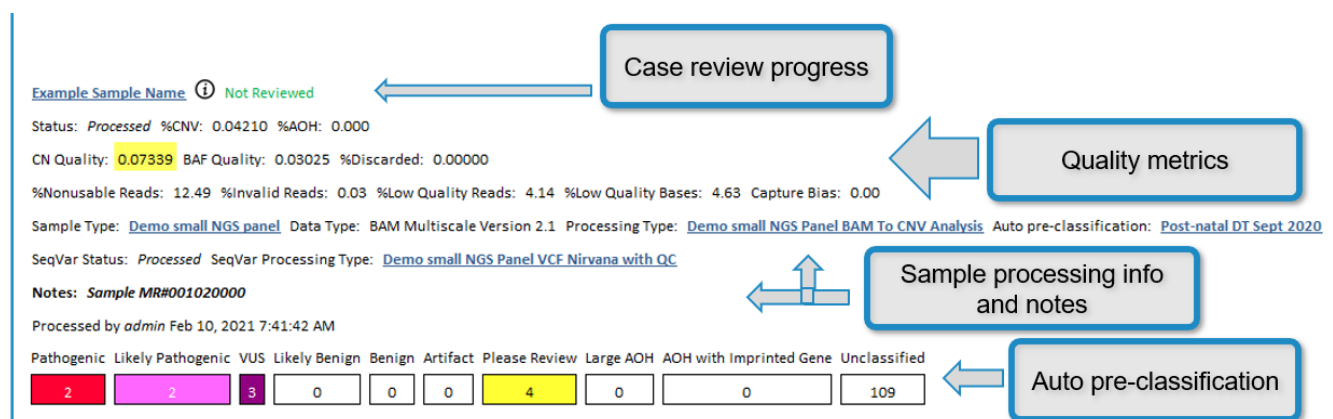 Case review progress
Example Sample Name i Not Reviewed
Status: Processed %CNV: 0.04210 %AOH: 0.000
CN Quality: 0.07339 BAF Quality: 0.03025 %Discarded: 0.00000
Quality metrics
%Nonusable Reads: 12.49 %Invalid Reads: 0.03 %Low Quality Reads: 4.14 %Low Quality Bases: 4.63 Capture Bias: 0.00
Sample Type: Demo small NGS panel Data Type: BAM Multiscale Version 2.1 Processing Type: Demo small NGS Panel BAM To CNV Analysis Auto pre-classification: Post-natal DT Sept 2020
SeqVar Status: Processed SeqVar Processing Type: Demo small NGS Panel VCF Nirvana with QC
Sample processing info
and notes
Notes: Sample MR#001020000
Processed by admin Feb 10, 2021 7:41:42 AM
Pathogenic Likely Pathogenic VUS Likely Benign Benign Artifact Please Review Large AOH AOH with Imprinted Gene Unclassified
2 2 3 0 0 0 4 0 0 109
Auto pre-classification